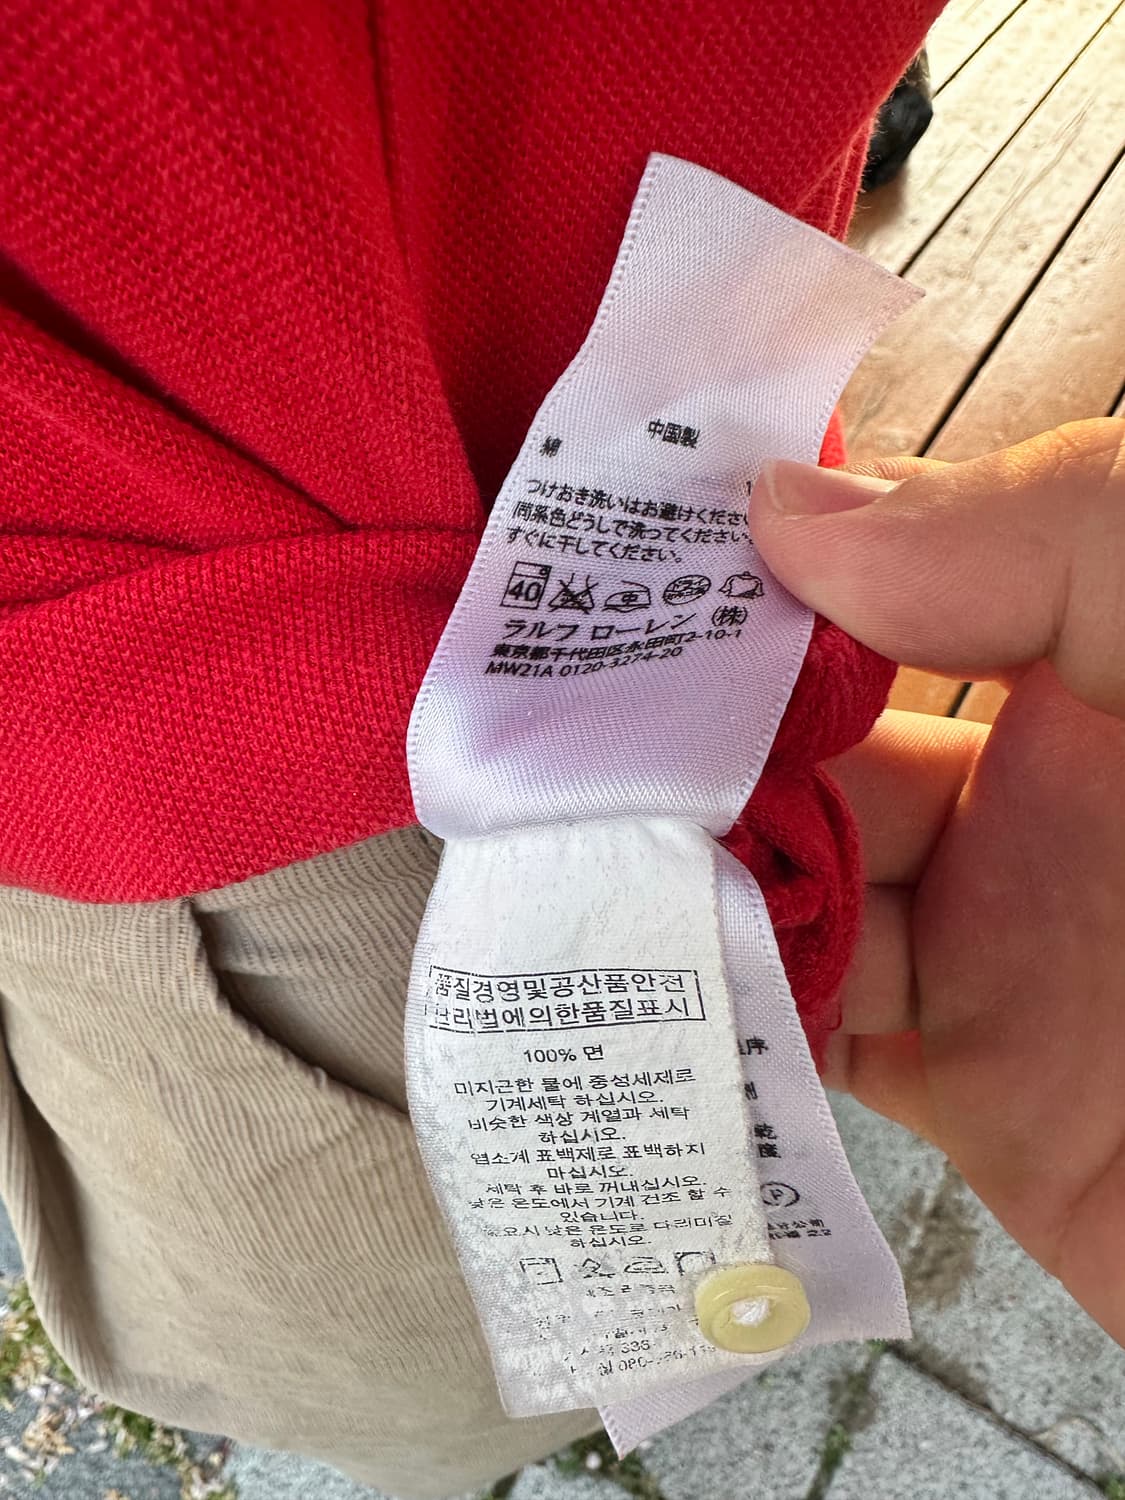 中国製
綿
つけおき洗いはお避けくださ
同系色どうしで洗ってください。
すぐに干してください。
40 中 ドライ
ラルフ ローレン (株)
東京都千代田区永田町2-10-1
MW21A 0120-3274-20
품질경영및공산품안전
관리법에의한품질표시
100% 면
미지근한 물에 중성세제로
기계세탁 하십시오.
비슷한 색상 계열과 세탁
하십시오.
염소계 표백제로 표백하지
마십시오.
세탁 후 바로 꺼내십시오.
낮은 온도에서 기계 건조 할 수
있습니다.
필요시 낮은 온도로 다리미질
하십시오.
序
乾
度
P
公司